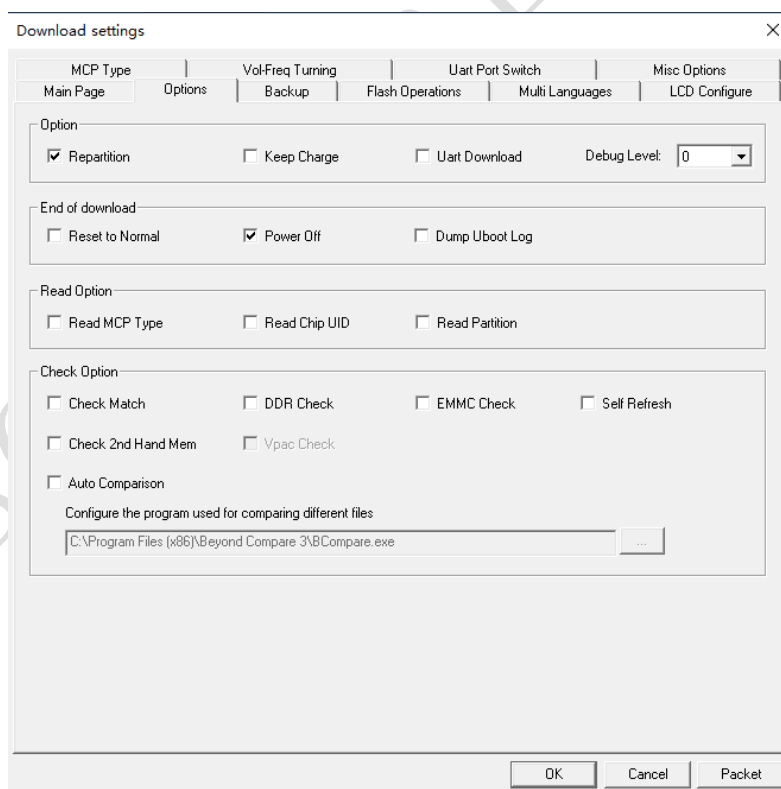 Download settings
MCP Type Vol-Freq Turning Uart Port Switch Misc Options
Main Page Options Backup Flash Operations Multi Languages LCD Configure
Option
Repartition Keep Charge Uart Download Debug Level: 0
End of download
Reset to Normal Power Off Dump Uboot Log
Read Option
Read MCP Type Read Chip UID Read Partition
Check Option
Check Match DDR Check EMMC Check Self Refresh
Check 2nd Hand Mem Vpac Check
Auto Comparison
Configure the program used for comparing different files
C:\Program Files (x86)\Beyond Compare 3\BCompare.exe ...
OK Cancel Packet